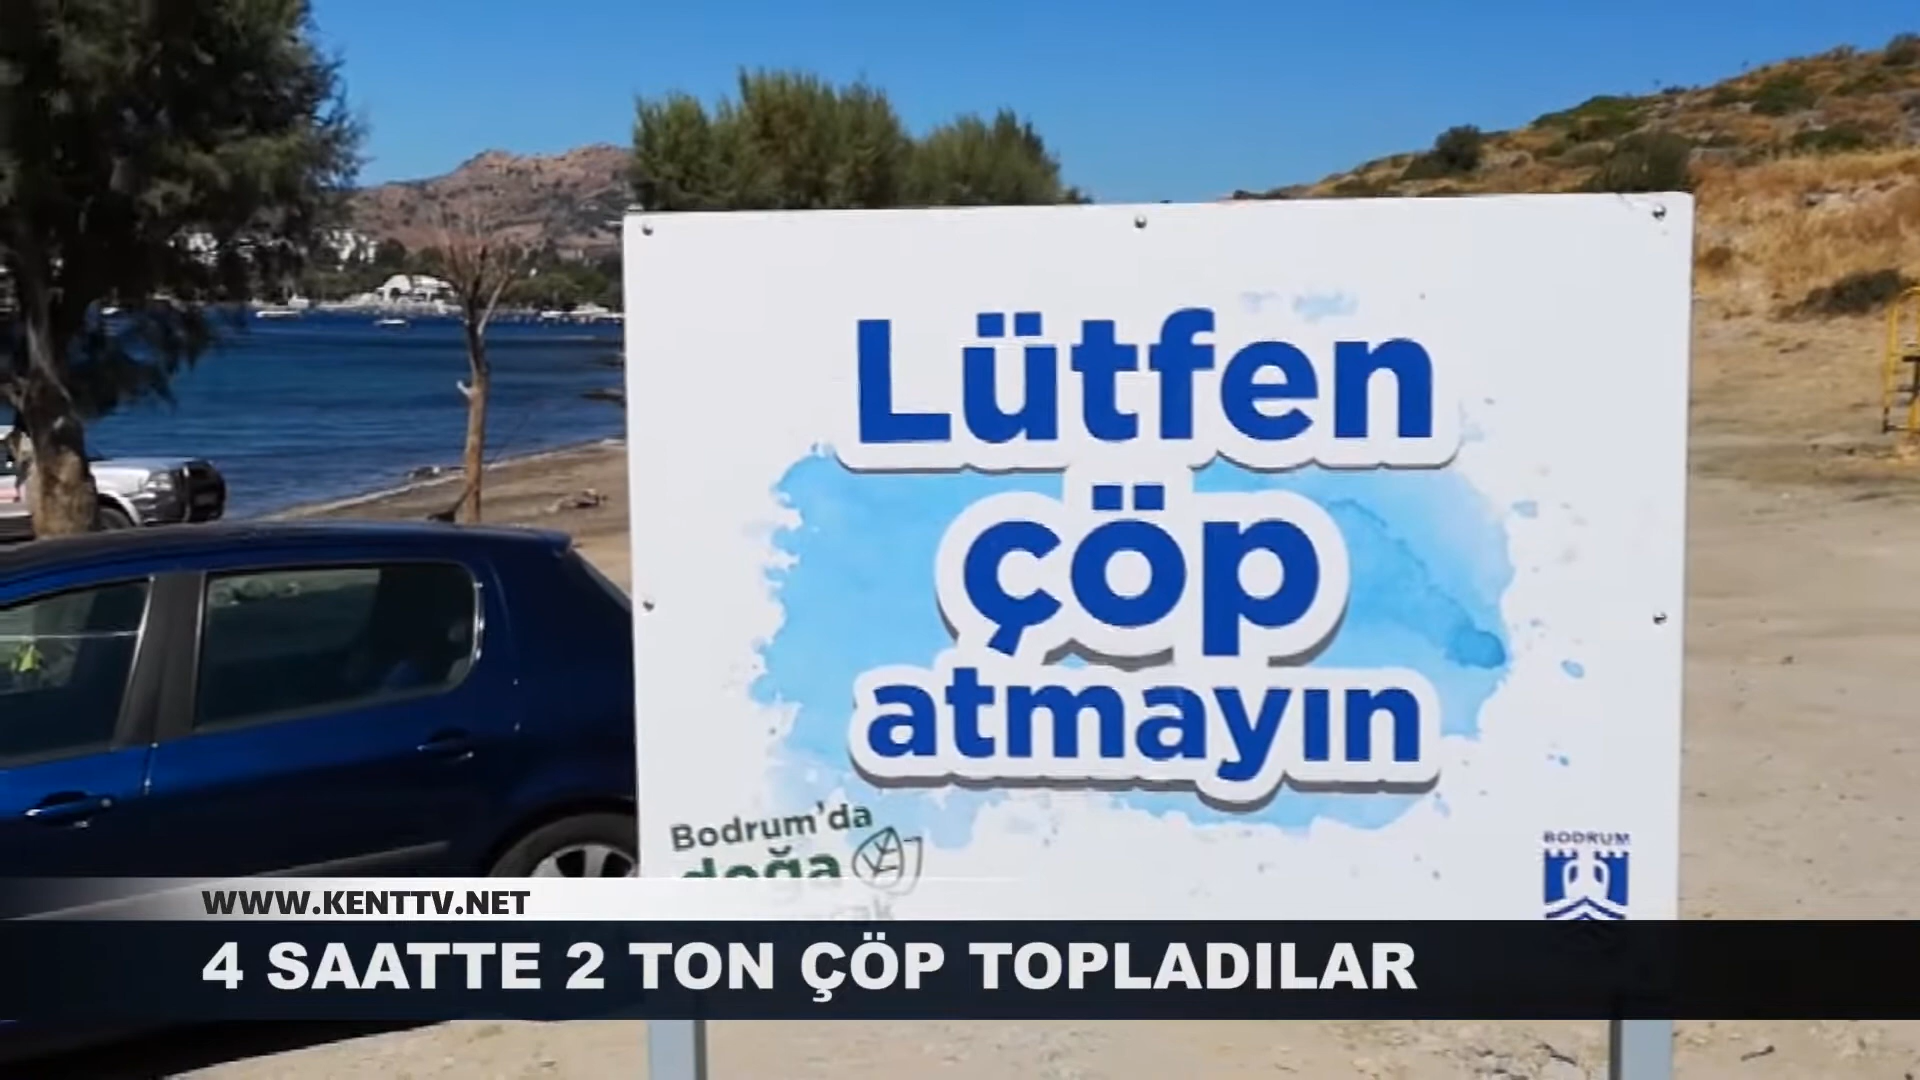 Lütfen
çöp
atmayın
Bodrum'da
doğa
BODRUM
WWW.KENTTV.NET
4 SAATTE 2 TON ÇÖP TOPLADILAR